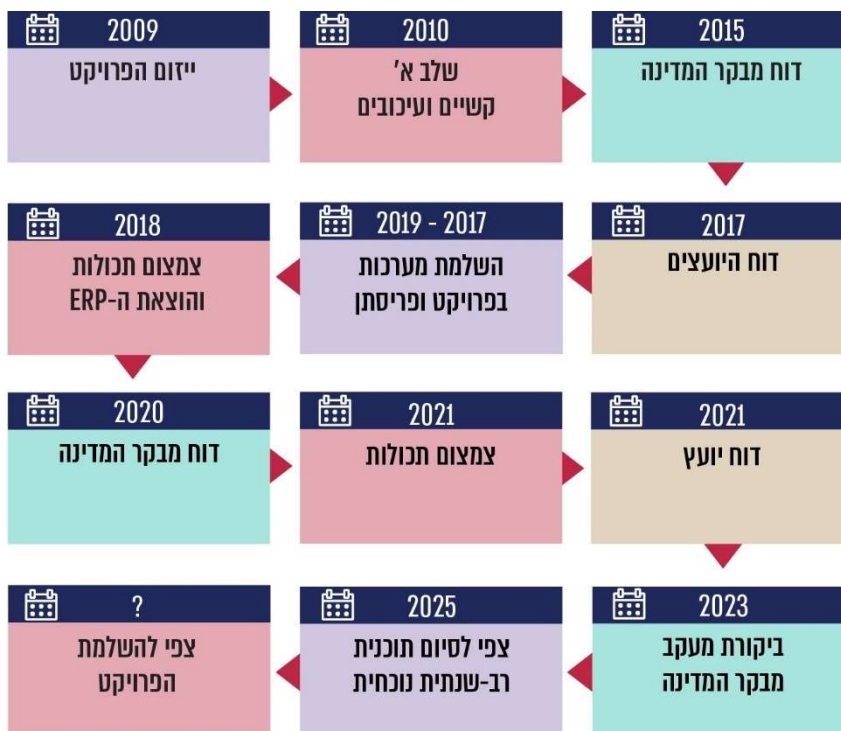 2009
ייזום הפרויקט
2010
שלב א'
קשיים ועיכובים
2015
דוח מבקר המדינה
2017
דוח היועצים
2019 - 2017
השלמת מערכות
בפרויקט ופריסתן
2018
צמצום תכולות
והוצאת ה-ERP
2020
דוח מבקר המדינה
2021
צמצום תכולות
2021
דוח יועץ
2023
ביקורת מעקב
מבקר המדינה
2025
צפי לסיום תוכנית
רב-שנתית נוכחית
?
צפי להשלמת
הפרויקט